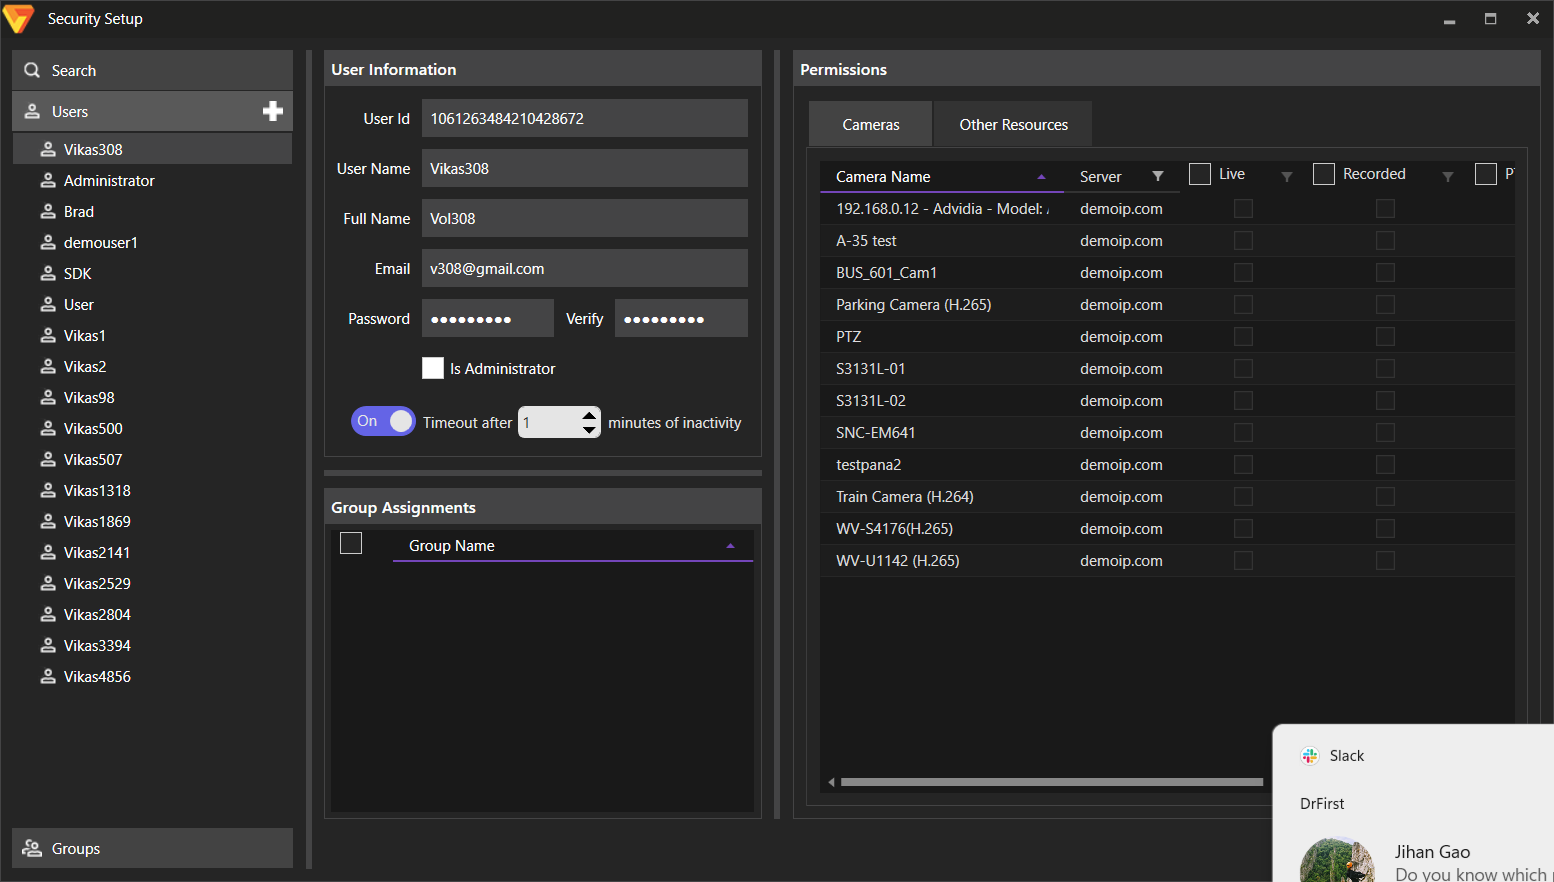 Security Setup
Search
Users
Vikas308
Administrator
Brad
demouser1
SDK
User
Vikas1
Vikas2
Vikas98
Vikas500
Vikas507
Vikas1318
Vikas1869
Vikas2141
Vikas2529
Vikas2804
Vikas3394
Vikas4856
Groups
User Information
User Id 1061263484210428672
User Name Vikas308
Full Name Vol308
Email v308@gmail.com
Password ●●●●●●●●● Verify ●●●●●●●●●
Is Administrator
On Timeout after 1 minutes of inactivity
Group Assignments
Group Name
Permissions
Cameras Other Resources
Camera Name Server Live Recorded
192.168.0.12 - Advidia - Model: demoip.com
A-35 test demoip.com
BUS_601_Cam1 demoip.com
Parking Camera (H.265) demoip.com
PTZ demoip.com
S3131L-01 demoip.com
S3131L-02 demoip.com
SNC-EM641 demoip.com
testpana2 demoip.com
Train Camera (H.264) demoip.com
WV-S4176(H.265) demoip.com
WV-U1142 (H.265) demoip.com
Slack
DrFirst
Jihan Gao
Do you know which